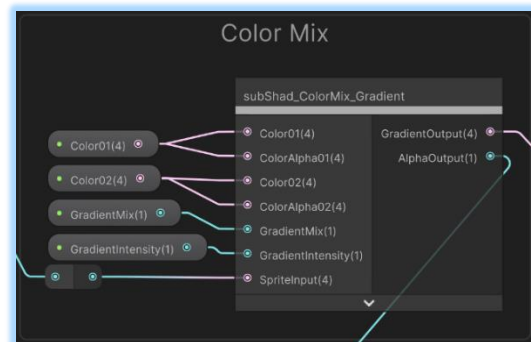 Color Mix
subShad_ColorMix_Gradient
Color01(4)
Color02(4)
GradientMix(1)
GradientIntensity(1)
Color01(4)
ColorAlpha01(4)
Color02(4)
ColorAlpha02(4)
GradientMix(1)
GradientIntensity(1)
SpriteInput(4)
GradientOutput(4)
AlphaOutput(1)